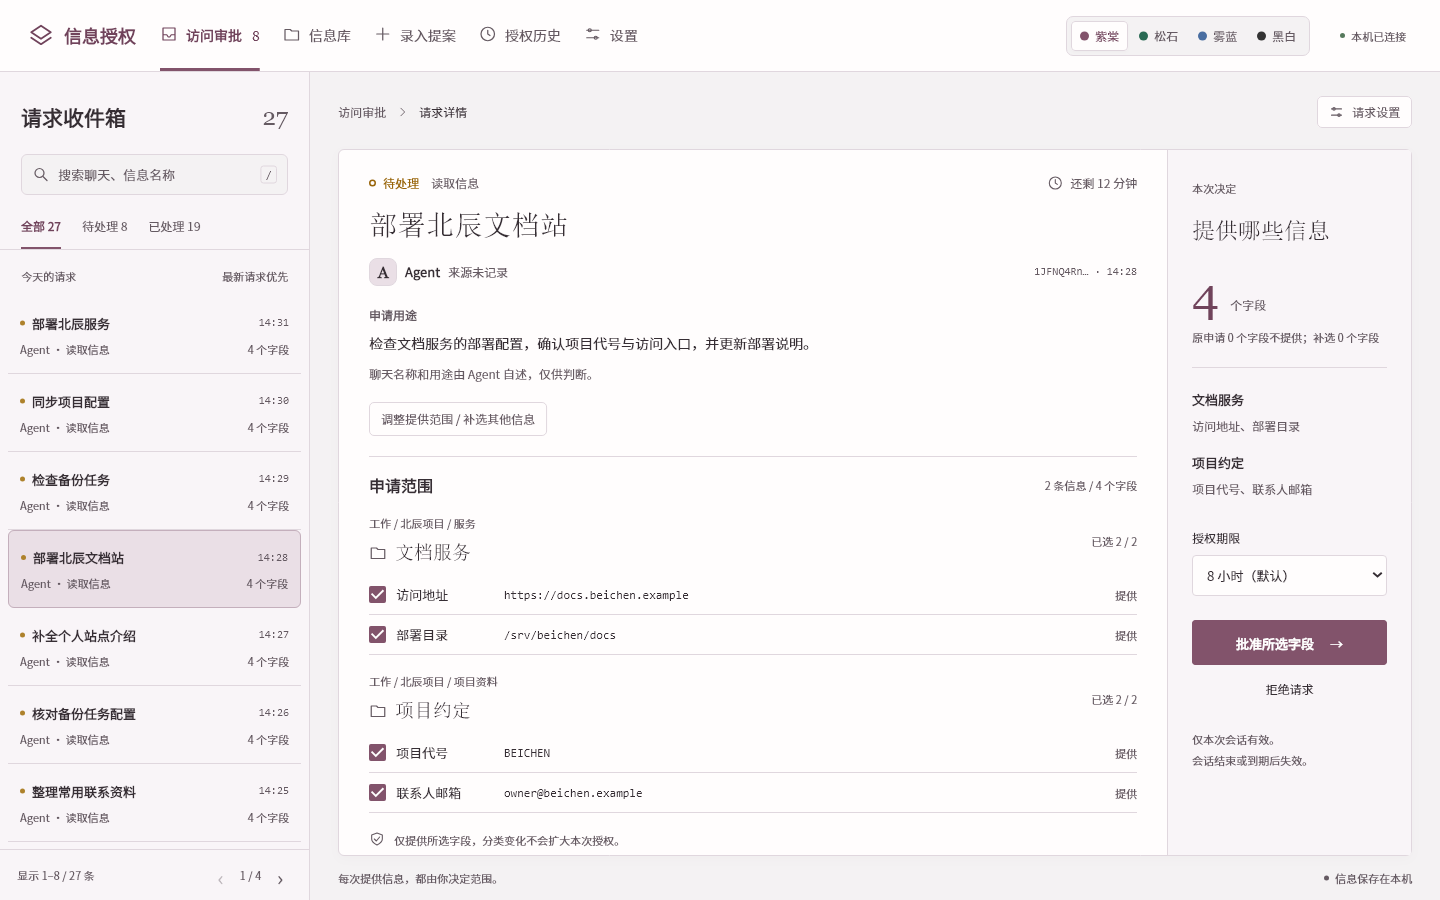 信息授权
访问审批 8
信息库
录入提案
授权历史
设置
紫棠
松石
雾蓝
黑白
本机已连接
请求收件箱 27
搜索聊天、信息名称 /
全部 27 待处理 8 已处理 19
今天的请求 最新请求优先
部署北辰服务 14:31
Agent · 读取信息 4 个字段
同步项目配置 14:30
Agent · 读取信息 4 个字段
检查备份任务 14:29
Agent · 读取信息 4 个字段
部署北辰文档站 14:28
Agent · 读取信息 4 个字段
补全个人站点介绍 14:27
Agent · 读取信息 4 个字段
核对备份任务配置 14:26
Agent · 读取信息 4 个字段
整理常用联系资料 14:25
Agent · 读取信息 4 个字段
显示 1–8 / 27 条 ‹ 1 / 4 ›
访问审批 > 请求详情
请求设置
待处理 读取信息 还剩 12 分钟
部署北辰文档站
A Agent 来源未记录 1JFNQ4Rn… · 14:28
申请用途
检查文档服务的部署配置，确认项目代号与访问入口，并更新部署说明。
聊天名称和用途由 Agent 自述，仅供判断。
调整提供范围 / 补选其他信息
申请范围 2 条信息 / 4 个字段
工作 / 北辰项目 / 服务
文档服务 已选 2 / 2
访问地址 https://docs.beichen.example 提供
部署目录 /srv/beichen/docs 提供
工作 / 北辰项目 / 项目资料
项目约定 已选 2 / 2
项目代号 BEICHEN 提供
联系人邮箱 owner@beichen.example 提供
仅提供所选字段，分类变化不会扩大本次授权。
本次决定
提供哪些信息
4 个字段
原申请 0 个字段不提供；补选 0 个字段
文档服务
访问地址、部署目录
项目约定
项目代号、联系人邮箱
授权期限
8 小时（默认）
批准所选字段 →
拒绝请求
仅本次会话有效。
会话结束或到期后失效。
每次提供信息，都由你决定范围。
信息保存在本机